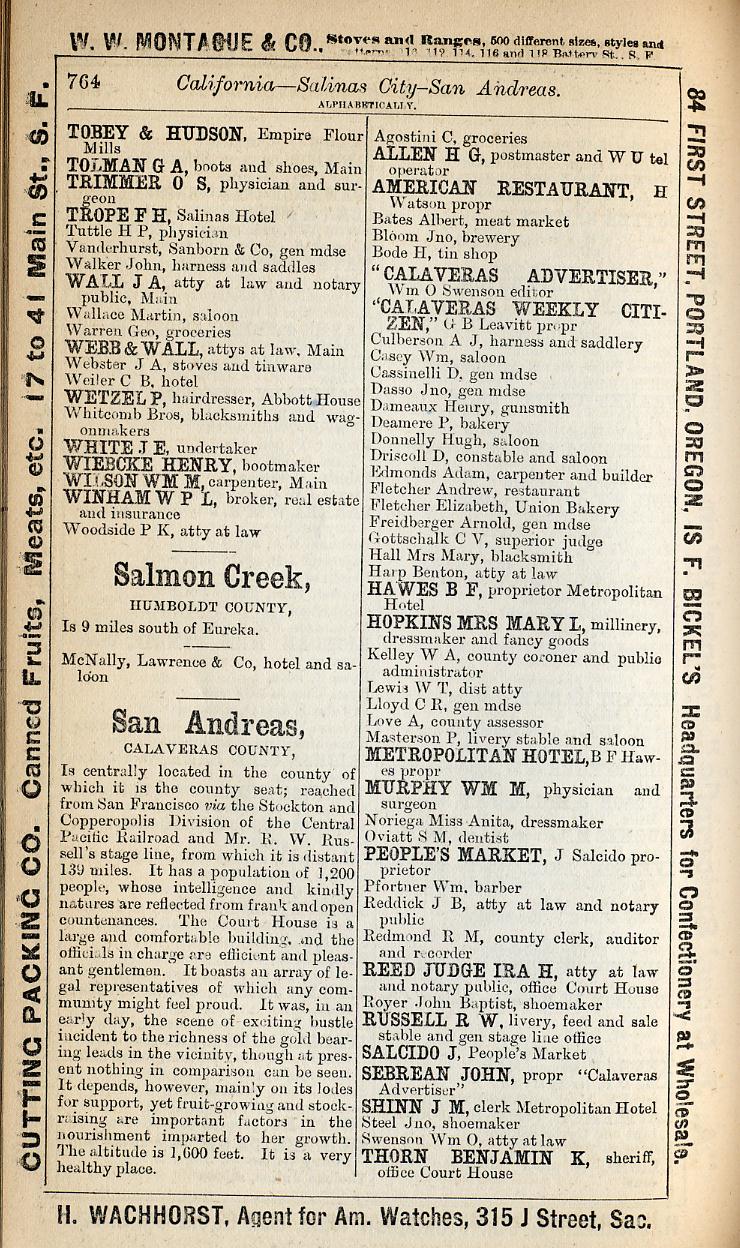 W. W. MONTAGUE & CO., Stoves and Ranges, 500 different sizes, styles and
114, 116 and 118 Battery St., S. F
764 California—Salinas City—San Andreas.
ALPHABETICALLY.
CUTTING PACKING CO. Canned Fruits, Meats, etc. 17 to 41 Main St., S. F.
TOBEY & HUDSON, Empire Flour
Mills
TOLMAN G A, boots and shoes, Main
TRIMMER O S, physician and sur-
geon
TROPE F H, Salinas Hotel
Tuttle H P, physician
Vanderhurst, Sanborn & Co, gen mdse
Walker John, harness and saddles
WALL J A, atty at law and notary
public, Main
Wallace Martin, saloon
Warren Geo, groceries
WEBB & WALL, attys at law, Main
Webster J A, stoves and tinware
Weiler C B, hotel
WETZEL P, hairdresser, Abbott House
Whitcomb Bros, blacksmiths and wag-
onmakers
WHITE J E, undertaker
WIEBCKE HENRY, bootmaker
WILSON WM M, carpenter, Main
WINHAM W P L, broker, real estate
and insurance
Woodside P K, atty at law
Salmon Creek,
HUMBOLDT COUNTY,
Is 9 miles south of Eureka.
McNally, Lawrence & Co, hotel and sa-
loon
San Andreas,
CALAVERAS COUNTY,
Is centrally located in the county of
which it is the county seat; reached
from San Francisco via the Stockton and
Copperopolis Division of the Central
Pacific Railroad and Mr. R. W. Rus-
sell's stage line, from which it is distant
139 miles. It has a population of 1,200
people, whose intelligence and kindly
natures are reflected from frank and open
countenances. The Court House is a
large and comfortable building, and the
officials in charge are efficient and pleas-
ant gentlemen. It boasts an array of le-
gal representatives of which any com-
munity might feel proud. It was, in an
early day, the scene of exciting bustle
incident to the richness of the gold bear-
ing leads in the vicinity, though at pres-
ent nothing in comparison can be seen.
It depends, however, mainly on its lodes
for support, yet fruit-growing and stock-
raising are important factors in the
nourishment imparted to her growth.
The altitude is 1,600 feet. It is a very
healthy place.
Agostini C, groceries
ALLEN H G, postmaster and W U tel
operator
AMERICAN RESTAURANT, H
Watson propr
Bates Albert, meat market
Bloom Jno, brewery
Bode H, tin shop
"CALAVERAS ADVERTISER,"
Wm O Swenson editor
"CALAVERAS WEEKLY CITI-
ZEN," G B Leavitt propr
Culberson A J, harness and saddlery
Casey Wm, saloon
Cassinelli D, gen mdse
Dasso Jno, gen mdse
Dameaux Henry, gunsmith
Deamere P, bakery
Donnelly Hugh, saloon
Driscoll D, constable and saloon
Edmonds Adam, carpenter and builder
Fletcher Andrew, restaurant
Fletcher Elizabeth, Union Bakery
Freidberger Arnold, gen mdse
Gottschalk C V, superior judge
Hall Mrs Mary, blacksmith
Harp Benton, atty at law
HAWES B F, proprietor Metropolitan
Hotel
HOPKINS MRS MARY L, millinery,
dressmaker and fancy goods
Kelley W A, county coroner and public
administrator
Lewis W T, dist atty
Lloyd C R, gen mdse
Love A, county assessor
Masterson P, livery stable and saloon
METROPOLITAN HOTEL, B F Haw-
es propr
MURPHY WM M, physician and
surgeon
Noriega Miss Anita, dressmaker
Oviatt S M, dentist
PEOPLE'S MARKET, J Salcido pro-
prietor
Pfortner Wm, barber
Reddick J B, atty at law and notary
public
Redmond R M, county clerk, auditor
and recorder
REED JUDGE IRA H, atty at law
and notary public, office Court House
Royer John Baptist, shoemaker
RUSSELL R W, livery, feed and sale
stable and gen stage line office
SALCIDO J, People's Market
SEBREAN JOHN, propr "Calaveras
Advertiser"
SHINN J M, clerk Metropolitan Hotel
Steel Jno, shoemaker
Swenson Wm O, atty at law
THORN BENJAMIN K, sheriff,
office Court House
84 FIRST STREET, PORTLAND, OREGON, IS F. BICKEL'S Headquarters for Confectionery at Wholesale.
H. WACHHORST, Agent for Am. Watches, 315 J Street, Sac.